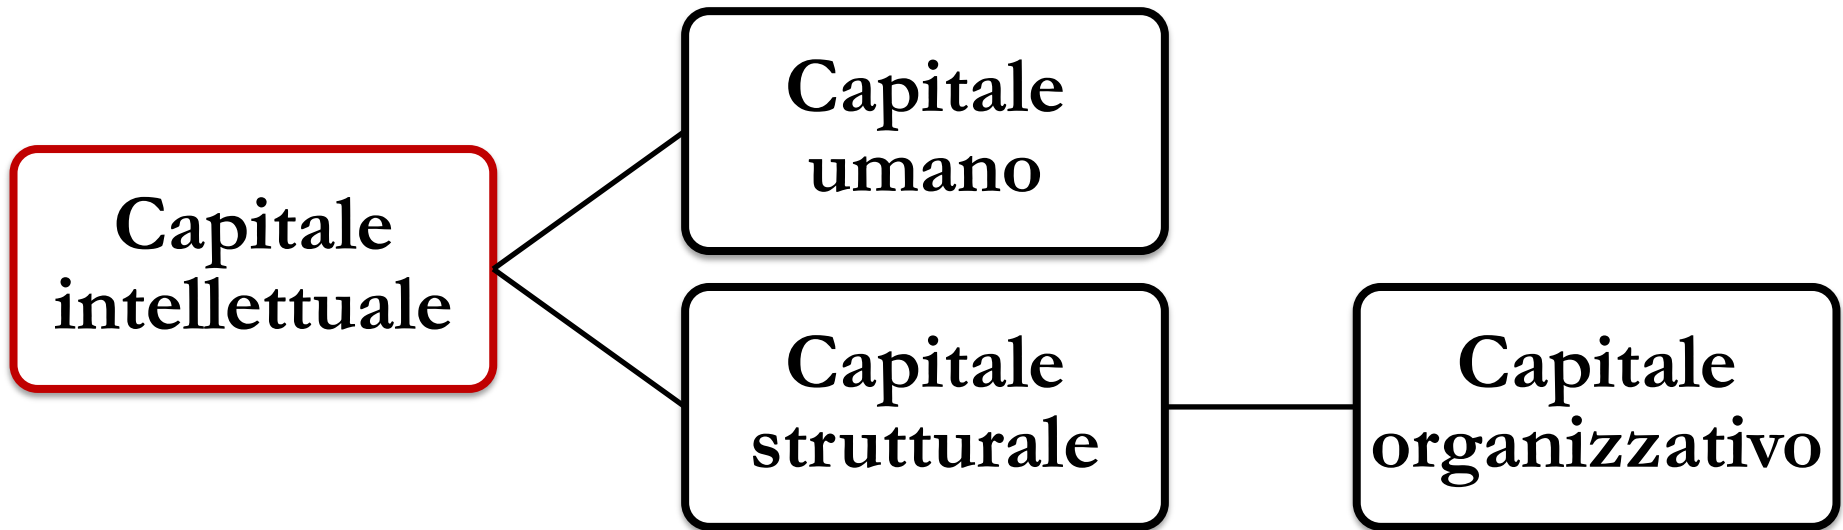 Capitale
intellettuale
Capitale
umano
Capitale
strutturale
Capitale
organizzativo